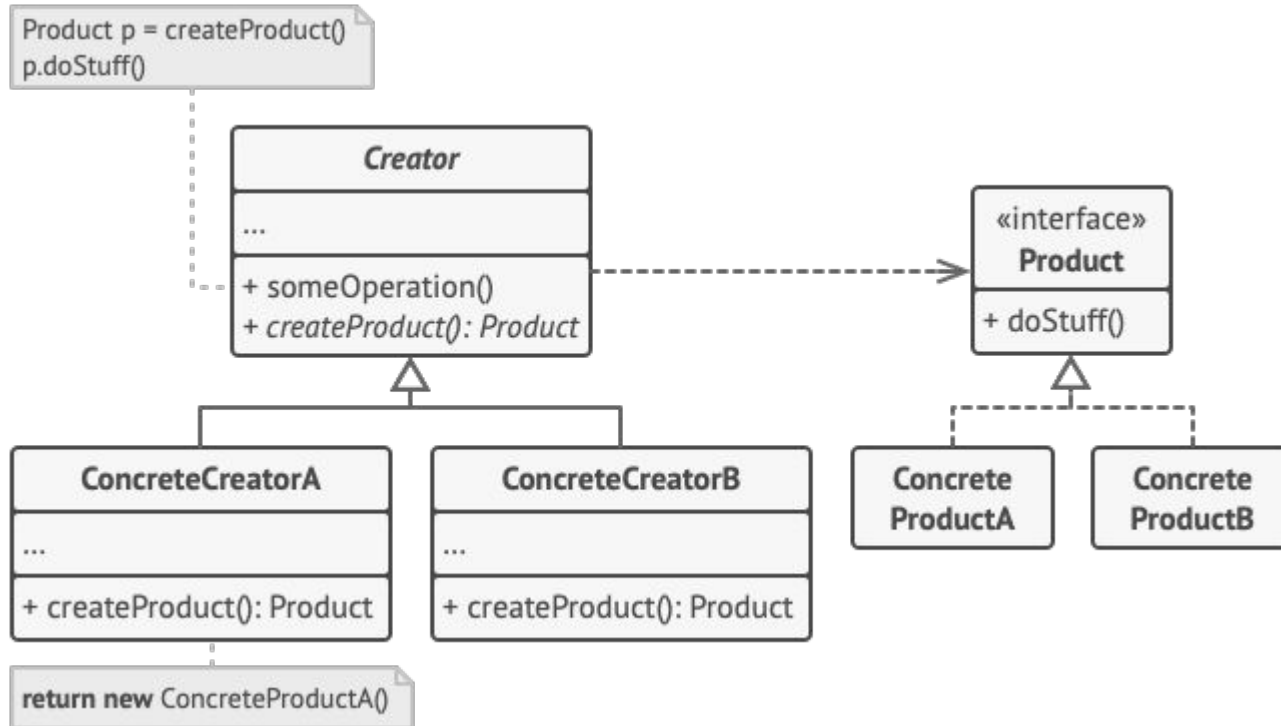 Product p = createProduct()
p.doStuff()
Creator
...
+ someOperation()
+ createProduct(): Product
«interface»
Product
+ doStuff()
ConcreteCreatorA
...
+ createProduct(): Product
ConcreteCreatorB
...
+ createProduct(): Product
Concrete
ProductA
Concrete
ProductB
return new ConcreteProductA()